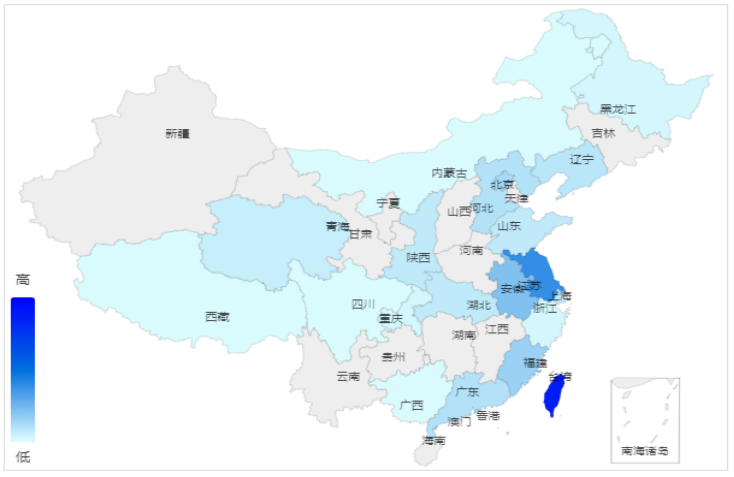 黑龙江
吉林
新疆
辽宁
内蒙古
北京
天津
宁夏
山西
河北
青海
甘肃
山东
河南
陕西
安徽
江苏
上海
高
四川
湖北
浙江
西藏
重庆
湖南
江西
贵州
福建
云南
台湾
广东
广西
香港
澳门
海南
南海诸岛
低